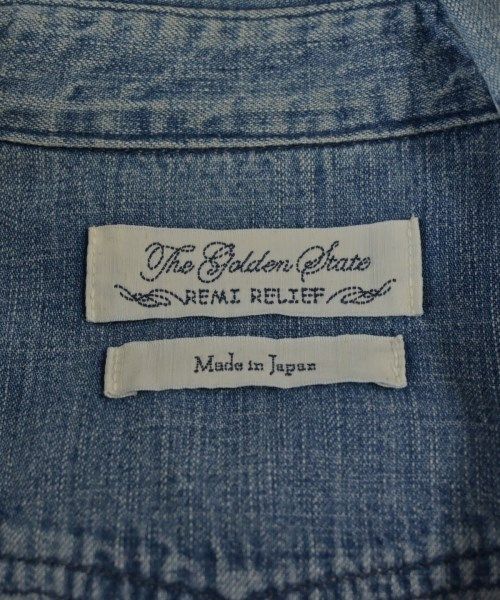 The Golden State
REMI RELIEF
Made in Japan